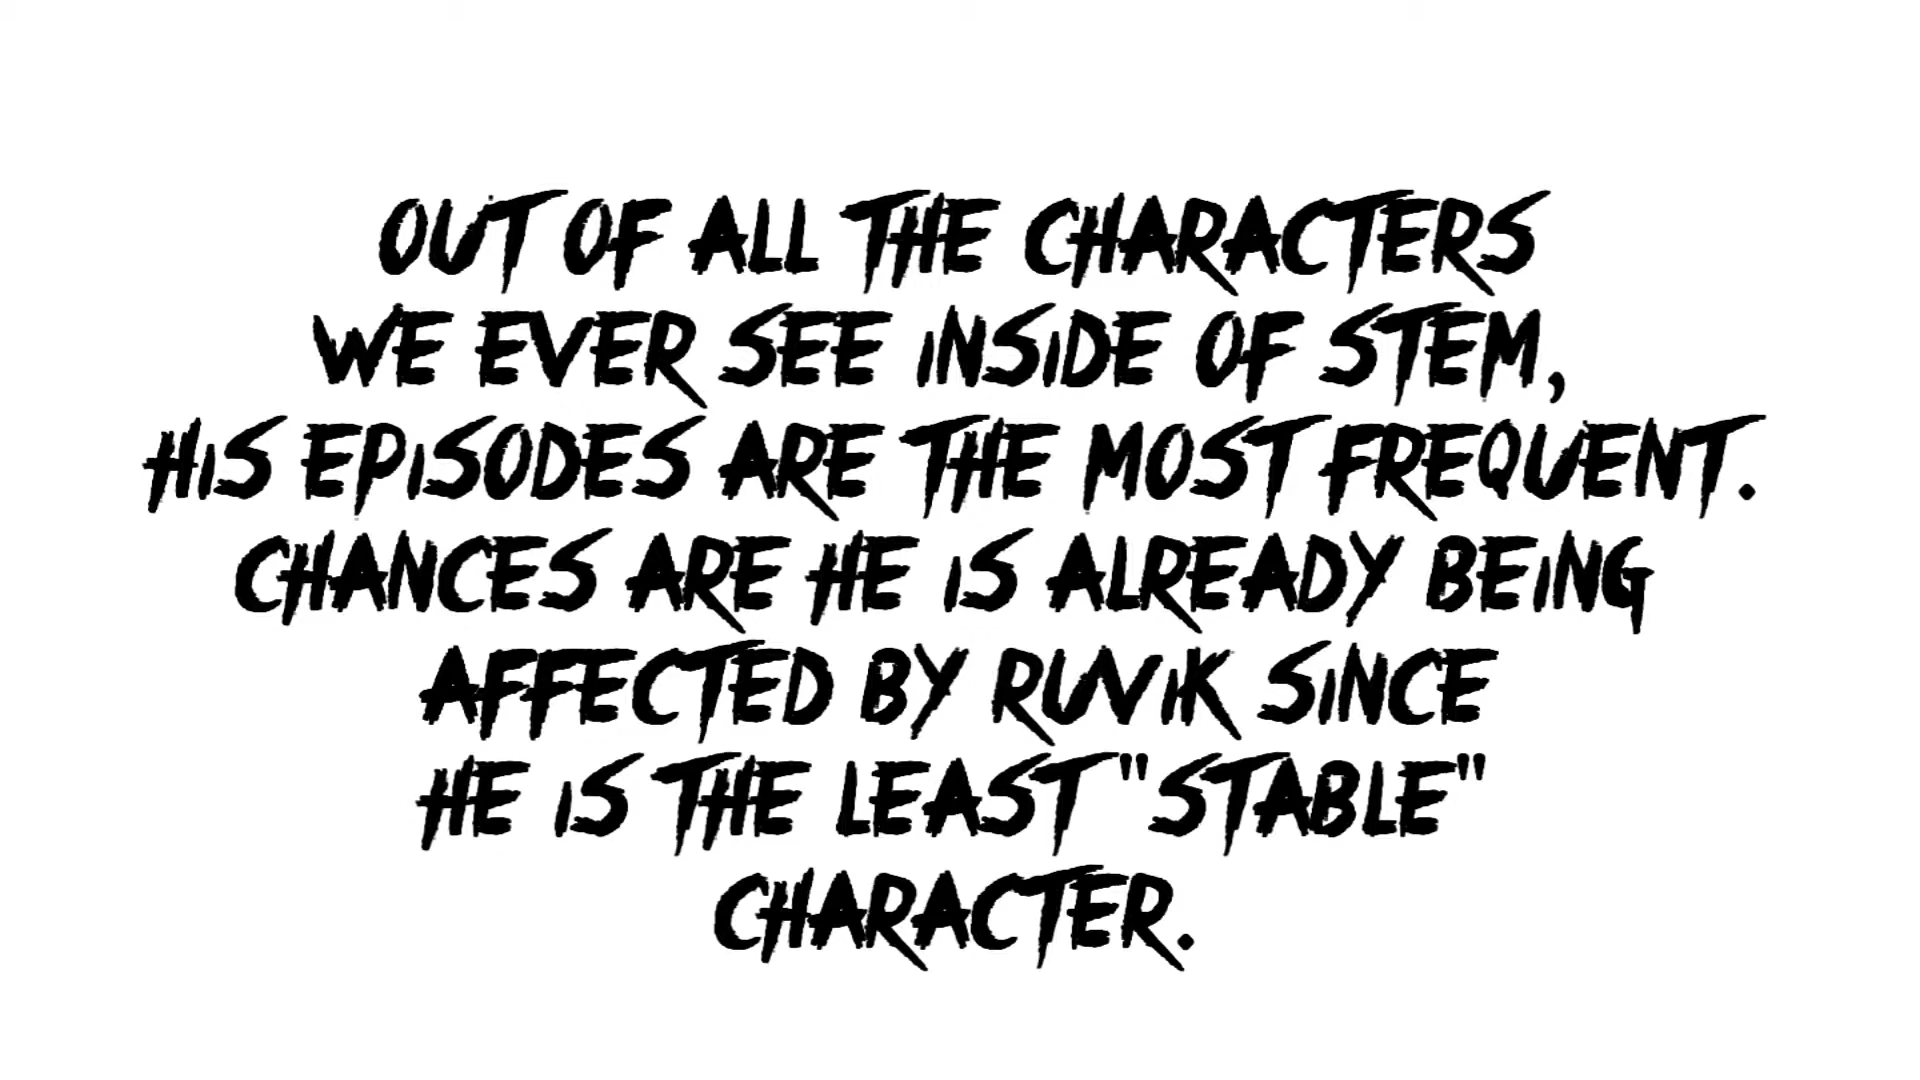 OUT OF ALL THE CHARACTERS
WE EVER SEE INSIDE OF STEM,
HIS EPISODES ARE THE MOST FREQUENT.
CHANCES ARE HE IS ALREADY BEING
AFFECTED BY RUVIK SINCE
HE IS THE LEAST "STABLE"
CHARACTER.